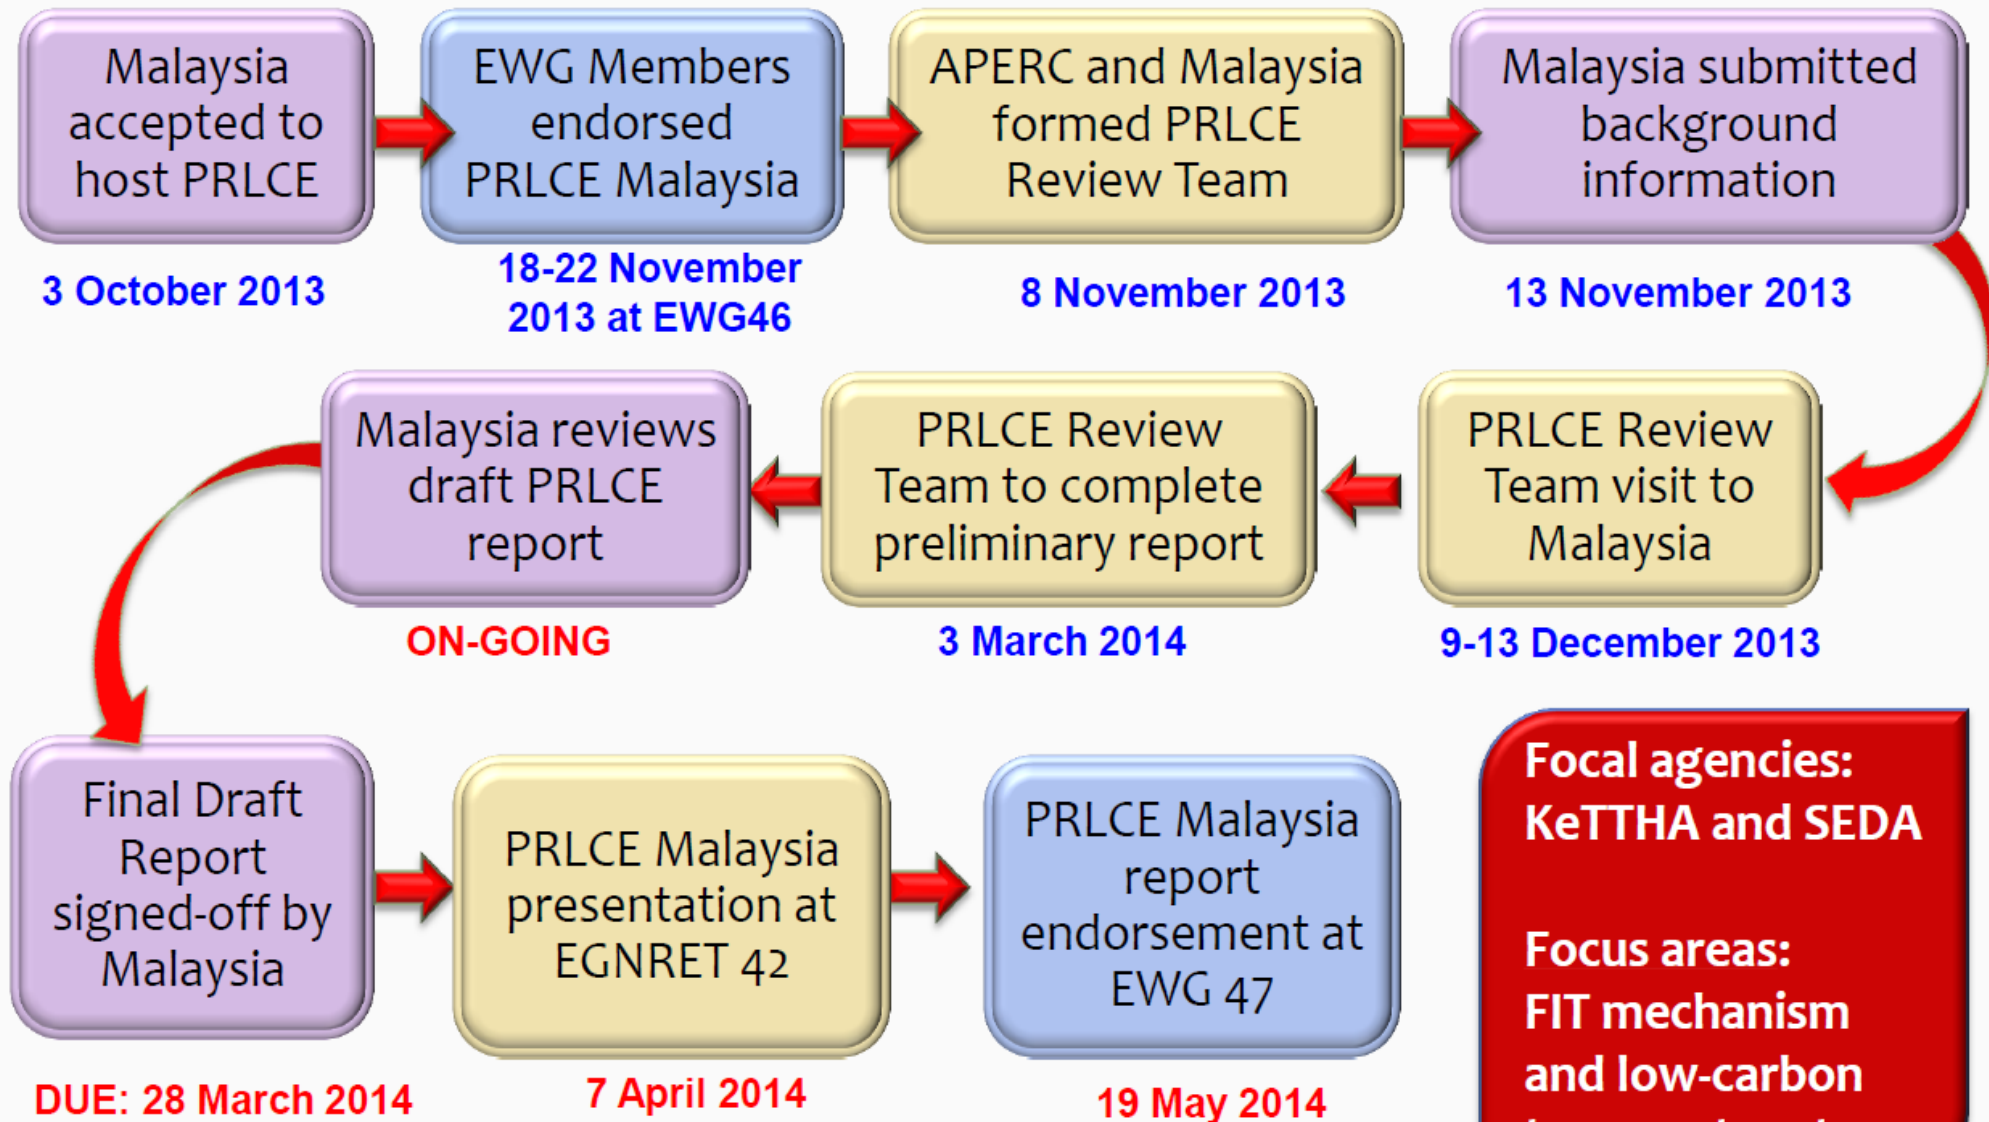 Malaysia
accepted to
host PRLCE
3 October 2013
EWG Members
endorsed
PRLCE Malaysia
18-22 November
2013 at EWG46
APERC and Malaysia
formed PRLCE
Review Team
8 November 2013
Malaysia submitted
background
information
13 November 2013
PRLCE Review
Team visit to
Malaysia
9-13 December 2013
PRLCE Review
Team to complete
preliminary report
3 March 2014
Malaysia reviews
draft PRLCE
report
ON-GOING
Final Draft
Report
signed-off by
Malaysia
DUE: 28 March 2014
PRLCE Malaysia
presentation at
EGNRET 42
7 April 2014
PRLCE Malaysia
report
endorsement at
EWG 47
19 May 2014
Focal agencies:
KeTTHA and SEDA
Focus areas:
FIT mechanism
and low-carbon